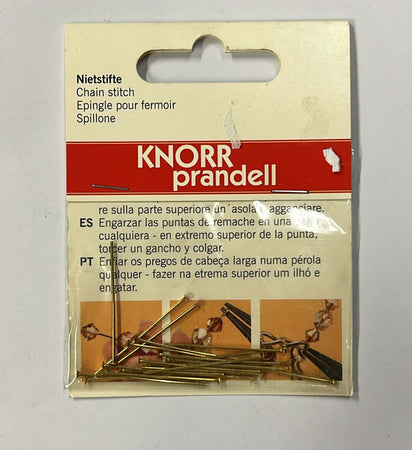 Nietstifte
Chain stitch
Epingle pour fermoir
Spillone
KNORR
prandell
re sulla parte superiore un´asola agganciare.
ES Engarzar las puntas de remache en una
cualquiera - en extremo superior de la punta,
torcer un gancho y colgar.
PT Enfiar os pregos de cabeça larga numa pérola
qualquer - fazer na etrema superior um ilhó e
engatar.